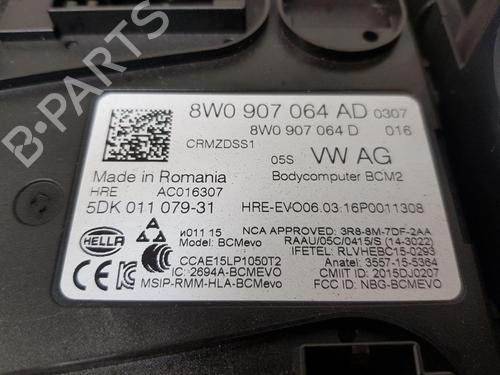 8W0 907 064 AD 0307
8W0 907 064 D 016
CRMZDSS1
05S VW AG
Made in Romania Bodycomputer BCM2
HRE AC016307
5DK 011 079-31 HRE-EVO06.03:16P0011308
HELLA и011 15 NCA APPROVED: 3R8-8M-7DF-2AA
Model: BCMevo RAAU/05C/0415/S (14-3022)
IFETEL: RLVHEBC15-0293
CCAE15LP1050T2 Anatel: 3557-15-5364
IC: 2694A-BCMEVO CMIIT ID: 2015DJ0207
MSIP-RMM-HLA-BCMevo FCC ID: NBG-BCMEVO
B-PARTS